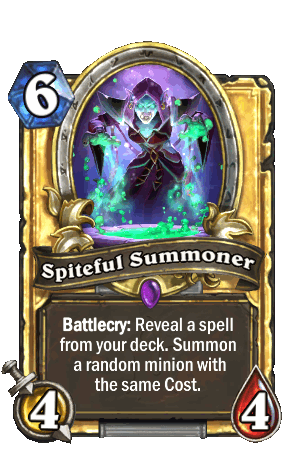 6
Spiteful Summoner
Battlecry: Reveal a spell
from your deck. Summon
a random minion with
the same Cost.
4
4